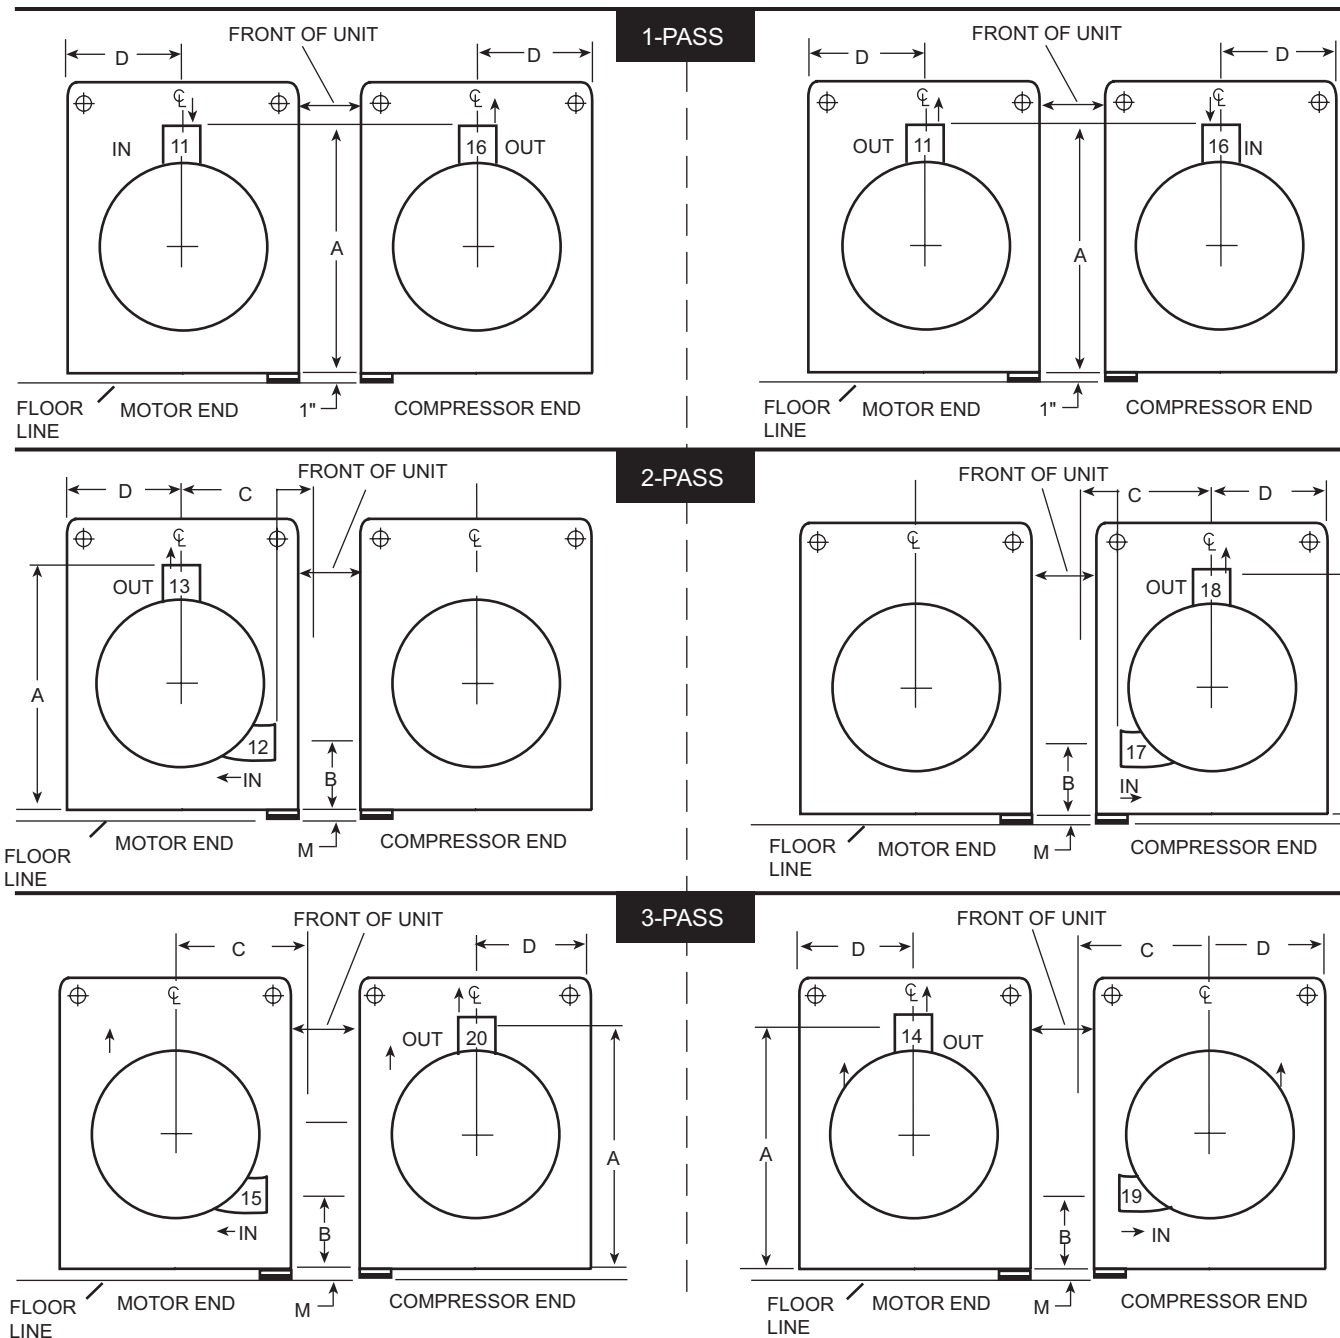 1-PASS
FRONT OF UNIT
D
D
℄
℄
IN
11
16
OUT
A
FLOOR
LINE
MOTOR END
1"
COMPRESSOR END
FRONT OF UNIT
D
D
℄
℄
OUT
11
16
IN
A
FLOOR
LINE
MOTOR END
1"
COMPRESSOR END
2-PASS
FRONT OF UNIT
D
C
℄
OUT
13
A
12
IN
B
FLOOR
LINE
MOTOR END
M
COMPRESSOR END
FRONT OF UNIT
C
D
℄
℄
OUT
18
17
IN
B
FLOOR
LINE
MOTOR END
M
COMPRESSOR END
3-PASS
FRONT OF UNIT
C
D
℄
℄
OUT
20
A
15
IN
B
FLOOR
LINE
MOTOR END
M
COMPRESSOR END
FRONT OF UNIT
D
C
D
℄
℄
14
OUT
A
19
IN
B
FLOOR
LINE
MOTOR END
M
COMPRESSOR END